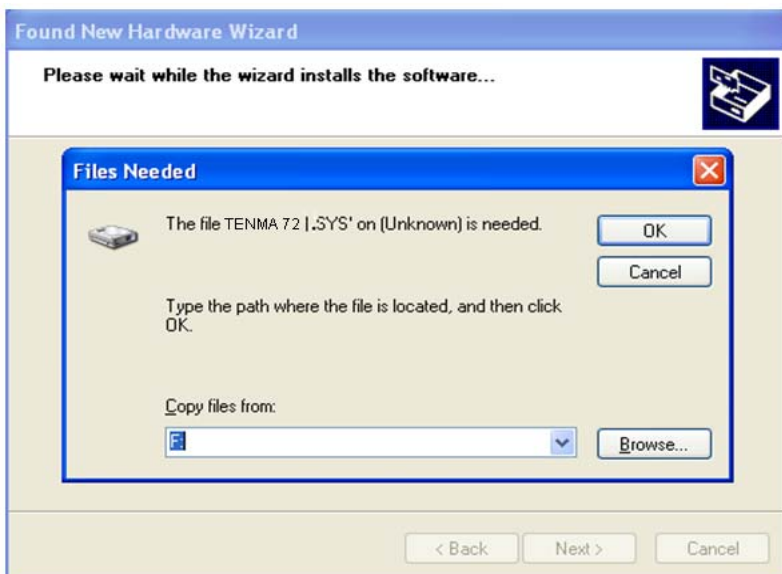 Found New Hardware Wizard
Please wait while the wizard installs the software...
Files Needed
The file TENMA 72 |.SYS' on (Unknown) is needed.
OK
Cancel
Type the path where the file is located, and then click
OK.
Copy files from:
F:\
Browse...
< Back
Next >
Cancel